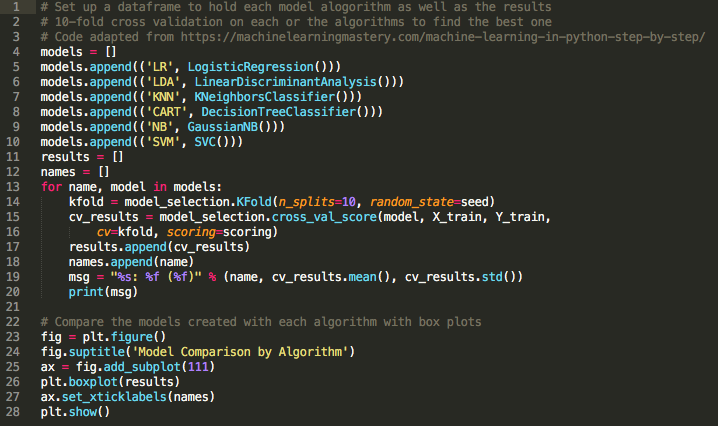 1 # Set up a dataframe to hold each model alogorithm as well as the results
2 # 10-fold cross validation on each or the algorithms to find the best one
3 # Code adapted from https://machinelearningmastery.com/machine-learning-in-python-step-by-step/
4 models = []
5 models.append(('LR', LogisticRegression()))
6 models.append(('LDA', LinearDiscriminantAnalysis()))
7 models.append(('KNN', KNeighborsClassifier()))
8 models.append(('CART', DecisionTreeClassifier()))
9 models.append(('NB', GaussianNB()))
10 models.append(('SVM', SVC()))
11 results = []
12 names = []
13 for name, model in models:
14     kfold = model_selection.KFold(n_splits=10, random_state=seed)
15     cv_results = model_selection.cross_val_score(model, X_train, Y_train,
16         cv=kfold, scoring=scoring)
17     results.append(cv_results)
18     names.append(name)
19     msg = "%s: %f (%f)" % (name, cv_results.mean(), cv_results.std())
20     print(msg)
21
22 # Compare the models created with each algorithm with box plots
23 fig = plt.figure()
24 fig.suptitle('Model Comparison by Algorithm')
25 ax = fig.add_subplot(111)
26 plt.boxplot(results)
27 ax.set_xticklabels(names)
28 plt.show()